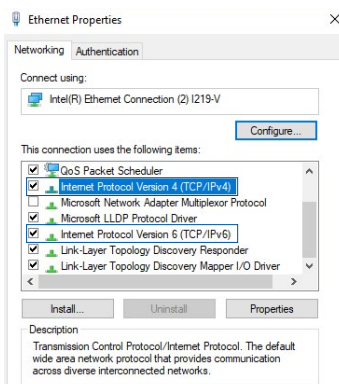 Ethernet Properties
Networking Authentication
Connect using:
Intel(R) Ethernet Connection (2) I219-V
Configure...
This connection uses the following items:
QoS Packet Scheduler
Internet Protocol Version 4 (TCP/IPv4)
Microsoft Network Adapter Multiplexor Protocol
Microsoft LLDP Protocol Driver
Internet Protocol Version 6 (TCP/IPv6)
Link-Layer Topology Discovery Responder
Link-Layer Topology Discovery Mapper I/O Driver
Install... Uninstall Properties
Description
Transmission Control Protocol/Internet Protocol. The default
wide area network protocol that provides communication
across diverse interconnected networks.